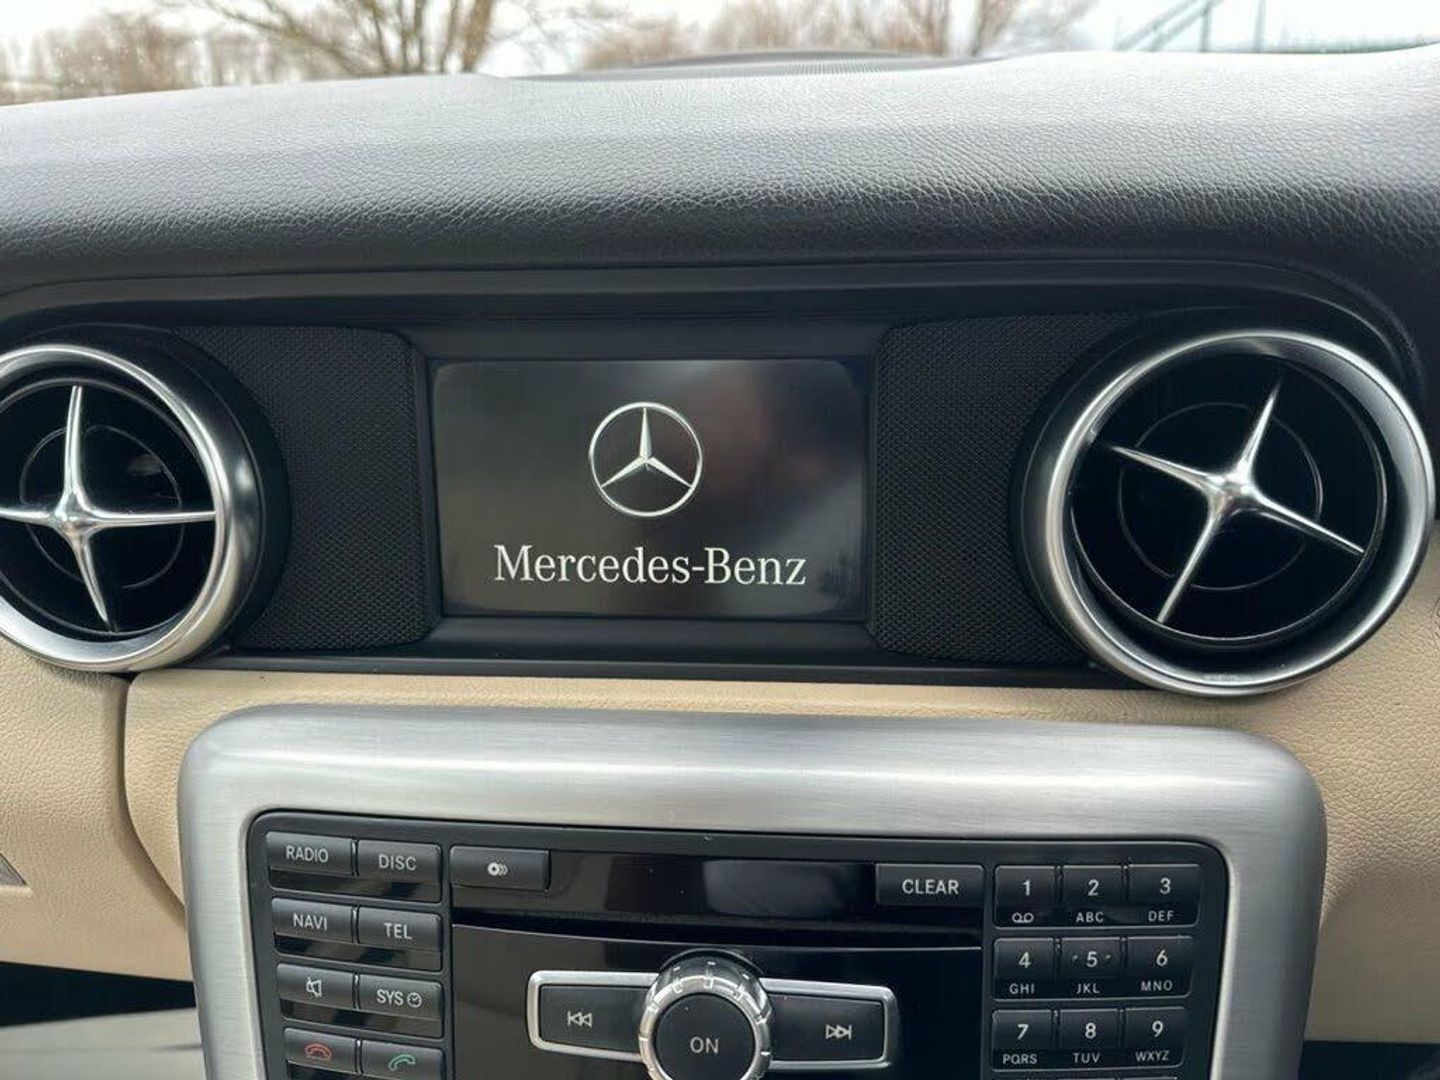 Mercedes-Benz
RADIO DISC CLEAR 1 2 3
ABC DEF
NAVI TEL 4 5 6
GHI JKL MNO
SYS
ON 7 8 9
PQRS TUV WXYZ